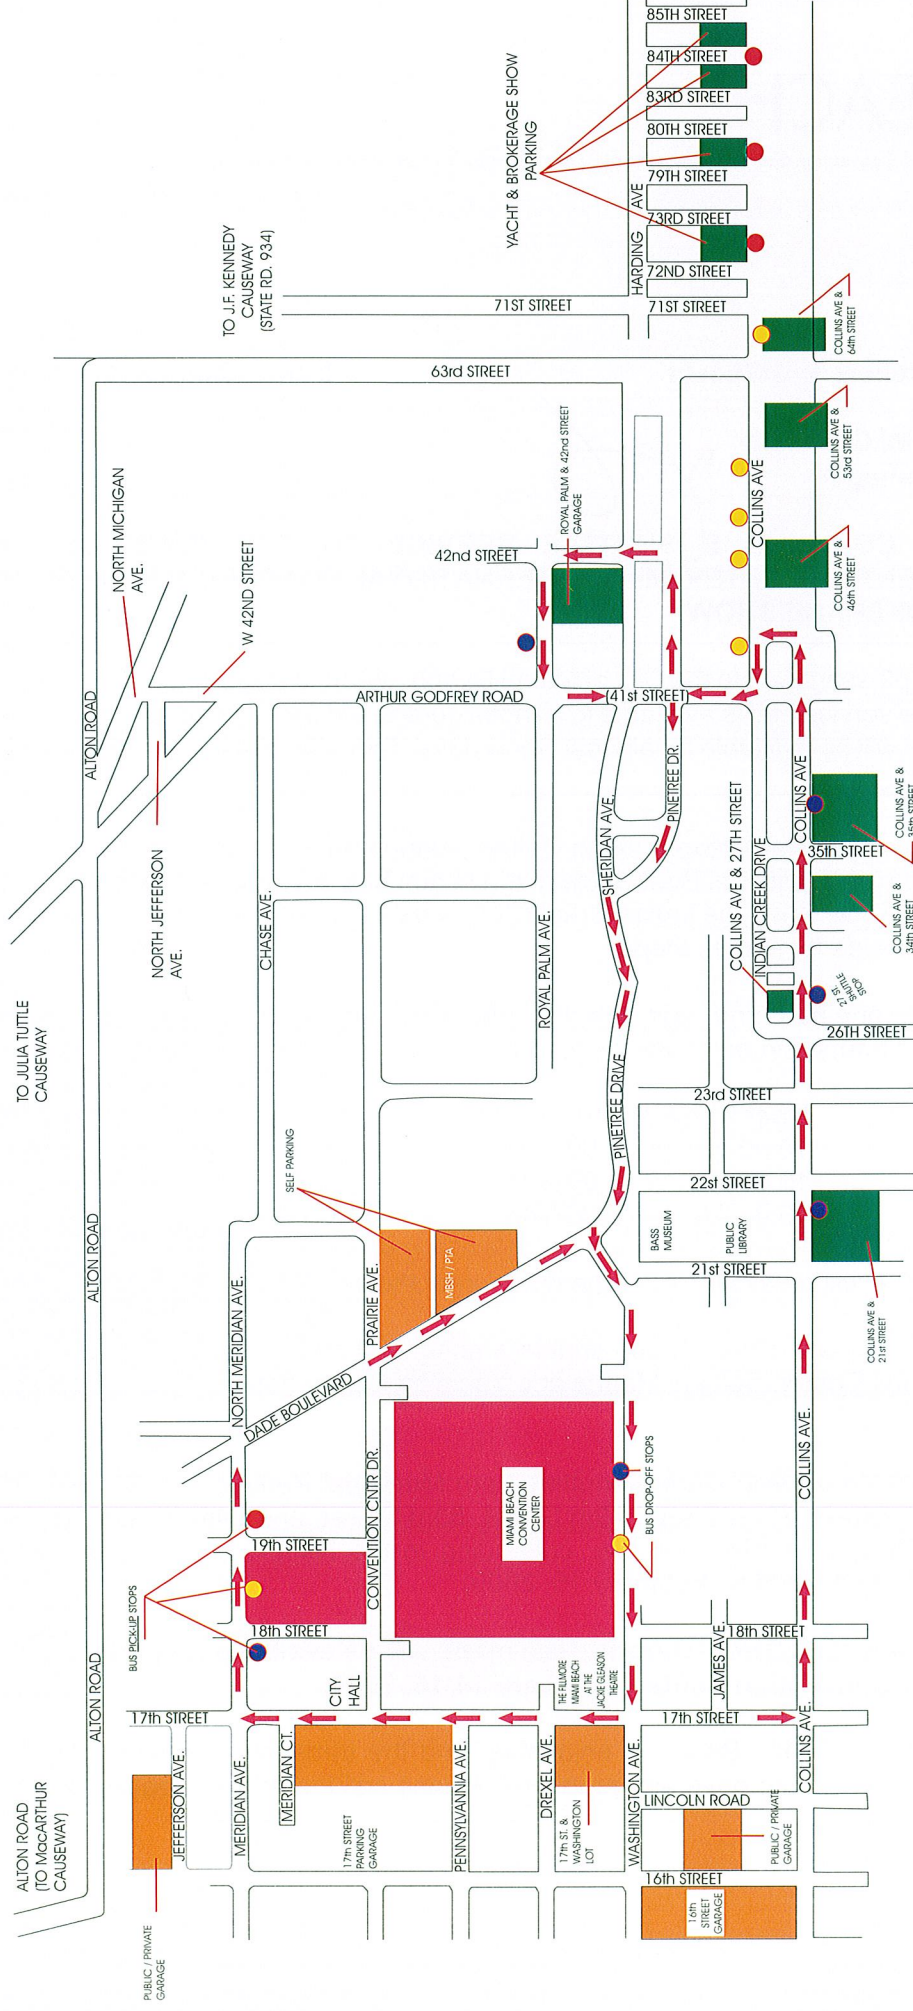 85TH STREET
84TH STREET
83RD STREET
80TH STREET
79TH STREET
73RD STREET
72ND STREET
71ST STREET
71ST STREET
HARDING AVE
YACHT & BROKERAGE SHOW
PARKING
TO J.F. KENNEDY
CAUSEWAY
(STATE RD. 934)
63rd STREET
COLLINS AVE &
64th STREET
COLLINS AVE &
53rd STREET
COLLINS AVE &
46th STREET
COLLINS AVE
ROYAL PALM & 42nd STREET
GARAGE
42nd STREET
NORTH MICHIGAN
AVE.
W 42ND STREET
ALTON ROAD
ARTHUR GODFREY ROAD
(41st STREET)
NORTH JEFFERSON
AVE.
CHASE AVE.
SHERIDAN AVE.
PINETREE DR.
COLLINS AVE & 27TH STREET
INDIAN CREEK DRIVE
COLLINS AVE
35th STREET
COLLINS AVE &
35th STREET
COLLINS AVE &
34th STREET
27 ST.
SHUTTLE
STOP
26TH STREET
ROYAL PALM AVE.
TO JULIA TUTTLE
CAUSEWAY
PINETREE DRIVE
23rd STREET
22st STREET
BASS
MUSEUM
PUBLIC
LIBRARY
21st STREET
COLLINS AVE &
21st STREET
SELF PARKING
MBSH / PTA
PRAIRIE AVE.
NORTH MERIDIAN AVE.
ALTON ROAD
DADE BOULEVARD
CONVENTION CNTR DR.
MIAMI BEACH
CONVENTION
CENTER
BUS DROP-OFF STOPS
COLLINS AVE.
19th STREET
18th STREET
BUS PICK-UP STOPS
CITY
HALL
THE FILLMORE
MIAMI BEACH
AT THE
JACKIE GLEASON
THEATRE
JAMES AVE.
18th STREET
ALTON ROAD
17th STREET
17th STREET
COLLINS AVE.
JEFFERSON AVE.
MERIDIAN AVE.
MERIDIAN CT.
17th STREET
PARKING
GARAGE
PENNSYLVANNIA AVE.
DREXEL AVE.
17th ST. &
WASHINGTON
LOT
WASHINGTON AVE.
LINCOLN ROAD
PUBLIC / PRIVATE
GARAGE
16th STREET
16th
STREET
GARAGE
ALTON ROAD
(TO MacARTHUR
CAUSEWAY)
PUBLIC / PRIVATE
GARAGE